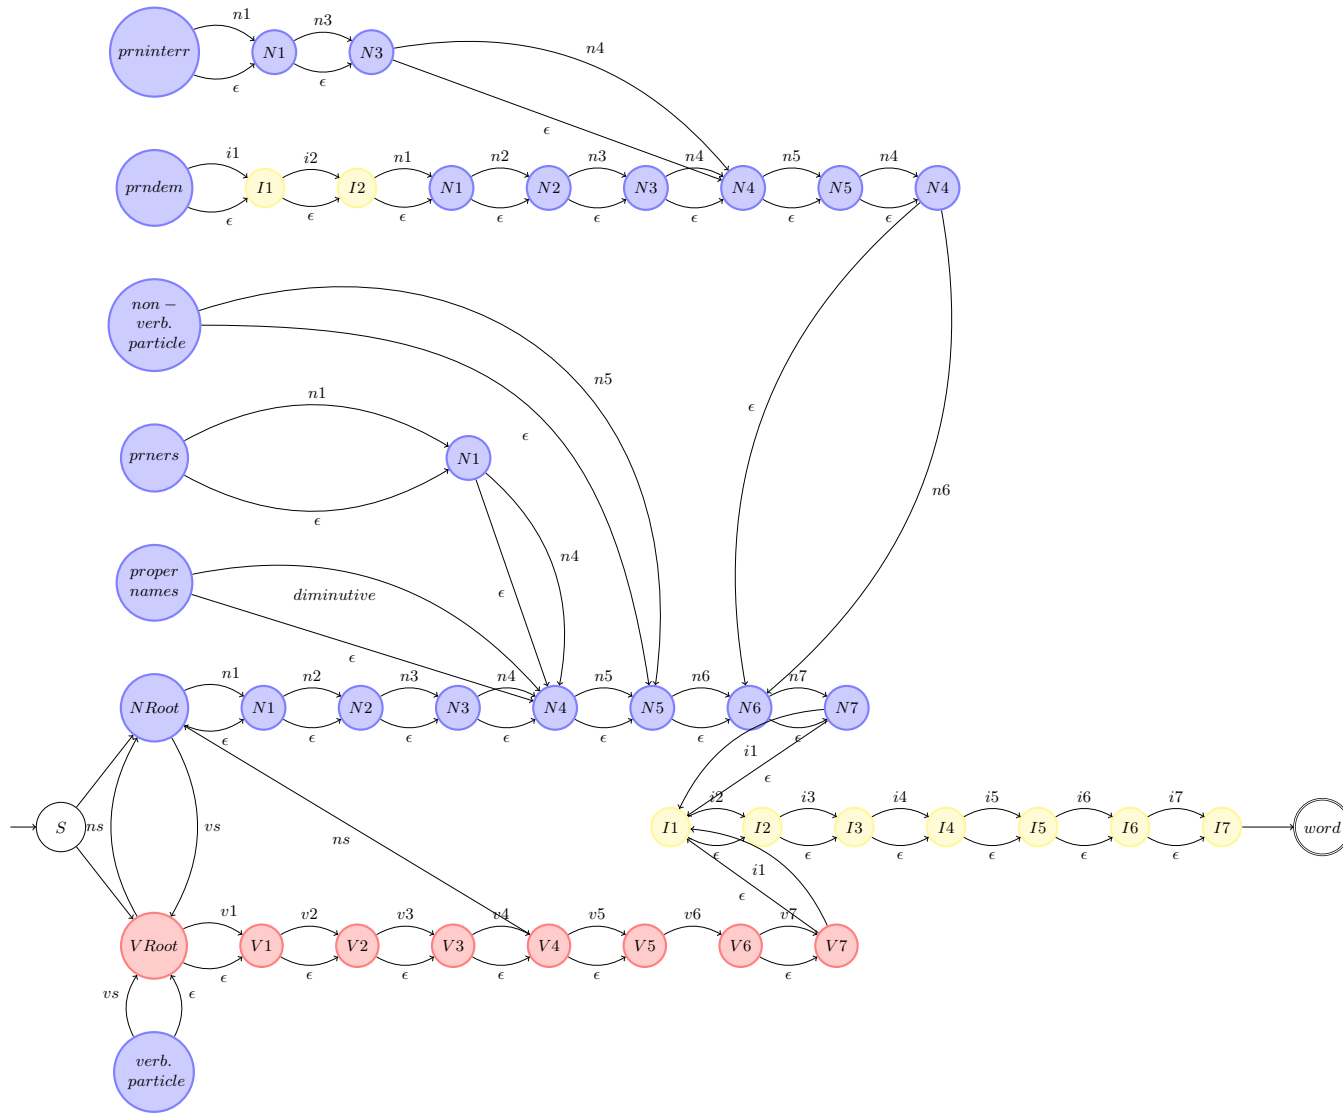 n1 n3 n4
prninterr N1 N3
ϵ ϵ ϵ
i1 i2 n1 n2 n3 n4 n5 n4
prndem I1 I2 N1 N2 N3 N4 N5 N4
ϵ ϵ ϵ ϵ ϵ ϵ ϵ ϵ
non −
verb.
particle
n5
ϵ
ϵ
n6
n1
prners N1
ϵ
n4
ϵ
proper
names
diminutive
ϵ
n1 n2 n3 n4 n5 n6 n7
NRoot N1 N2 N3 N4 N5 N6 N7
ϵ ϵ ϵ ϵ ϵ ϵ ϵ
i1
ϵ
i2 i3 i4 i5 i6 i7
S ns vs I1 I2 I3 I4 I5 I6 I7 word
ns
ϵ ϵ ϵ ϵ ϵ ϵ
i1
ϵ
v1 v2 v3 v4 v5 v6 v7
VRoot V1 V2 V3 V4 V5 V6 V7
ϵ ϵ ϵ ϵ ϵ ϵ
vs ϵ
verb.
particle